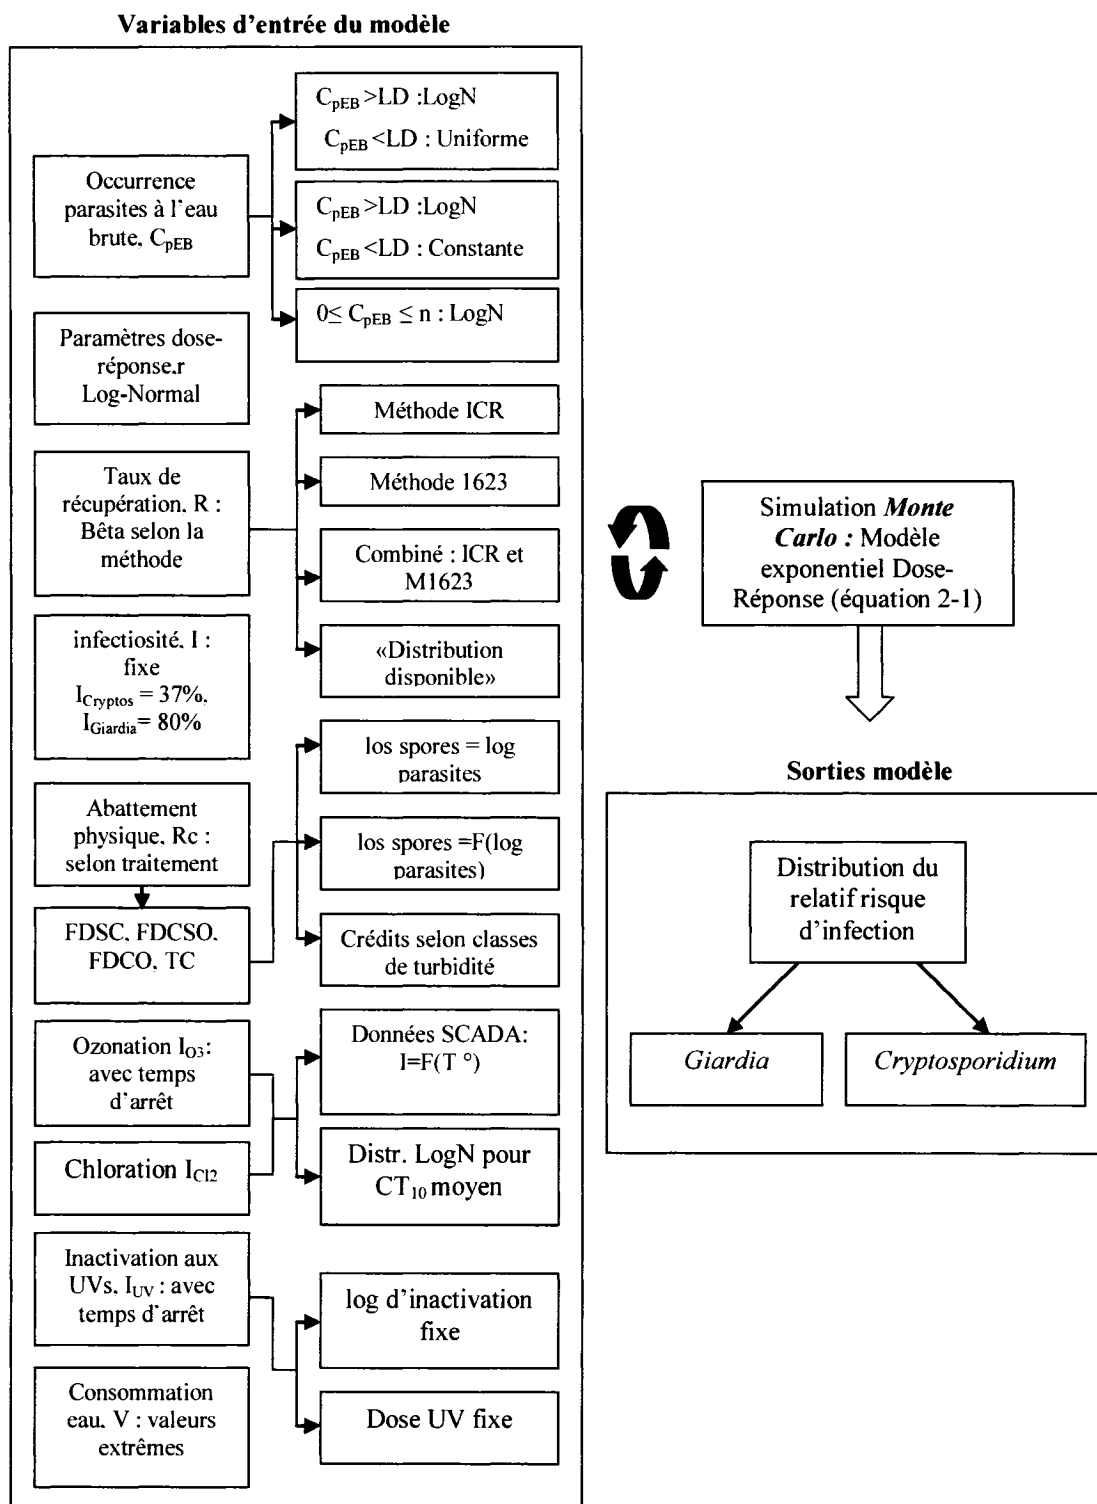 Variables d'entrée du modèle
Occurrence
parasites à l'eau
brute, CpEB
CpEB >LD :LogN
CpEB <LD : Uniforme
CpEB >LD :LogN
CpEB <LD : Constante
0≤ CpEB ≤ n : LogN
Paramètres dose-
réponse.r
Log-Normal
Taux de
récupération, R :
Bêta selon la
méthode
Méthode ICR
Méthode 1623
Combiné : ICR et
M1623
«Distribution
disponible»
infectiosité, I :
fixe
ICryptos = 37%,
IGiardia= 80%
Abattement
physique, Rc :
selon traitement
FDSC, FDCSO,
FDCO, TC
los spores = log
parasites
los spores =F(log
parasites)
Crédits selon classes
de turbidité
Ozonation IO3:
avec temps
d'arrêt
Chloration ICl2
Données SCADA:
I=F(T °)
Distr. LogN pour
CT10 moyen
Inactivation aux
UVs, IUV : avec
temps d'arrêt
log d'inactivation
fixe
Dose UV fixe
Consommation
eau, V : valeurs
extrêmes
Simulation Monte
Carlo : Modèle
exponentiel Dose-
Réponse (équation 2-1)
Sorties modèle
Distribution du
relatif risque
d'infection
Giardia
Cryptosporidium